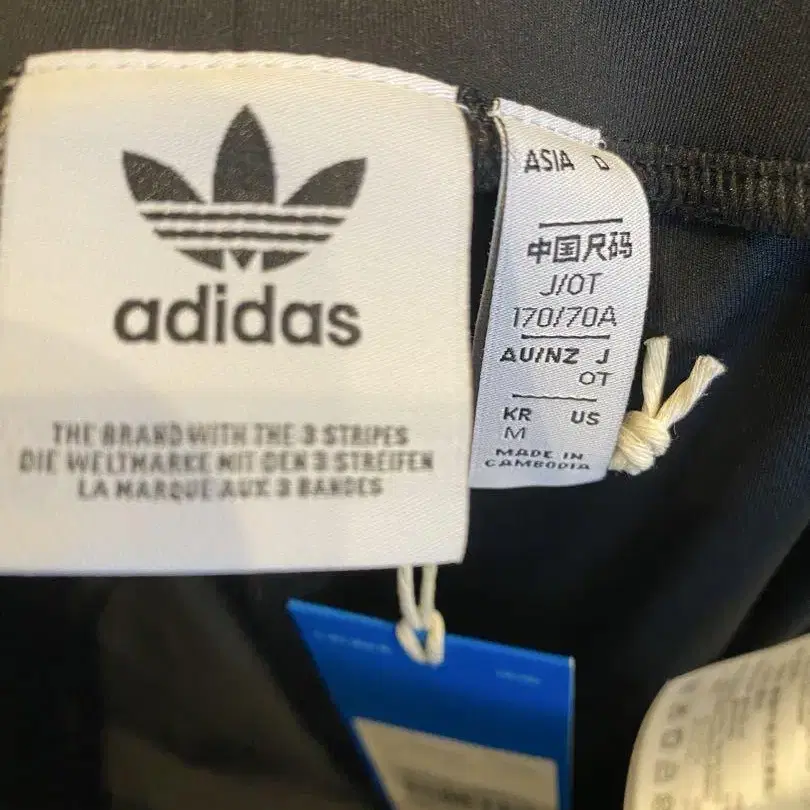 adidas
THE BRAND WITH THE 3 STRIPES
DIE WELTMARKE MIT DEN 3 STREIFEN
LA MARQUE AUX 3 BANDES
ASIA D
中国尺码
J/OT
170/70A
AU/NZ J
OT
KR US
M
MADE IN
CAMBODIA